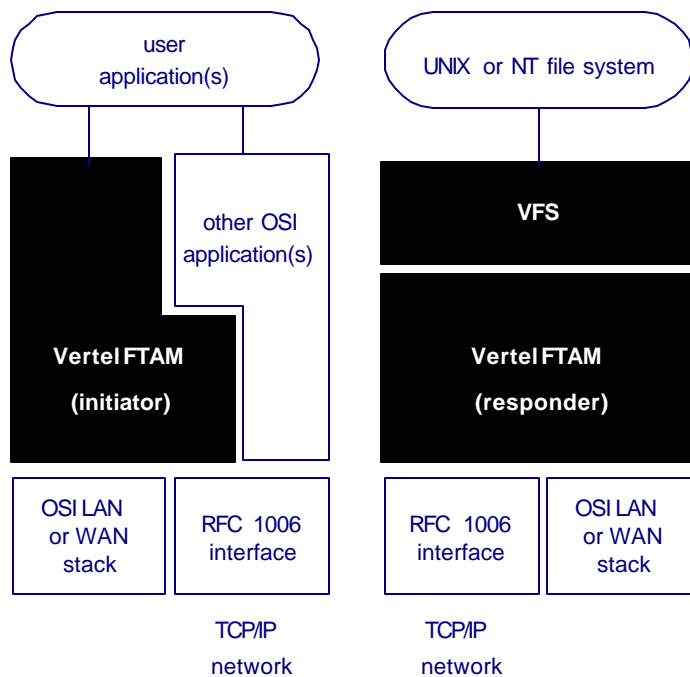 user
application(s)
UNIX or NT file system
other OSI
application(s)
VFS
Vertel FTAM
(initiator)
Vertel FTAM
(responder)
OSI LAN
or WAN
stack
RFC 1006
interface
RFC 1006
interface
OSI LAN
or WAN
stack
TCP/IP
network
TCP/IP
network